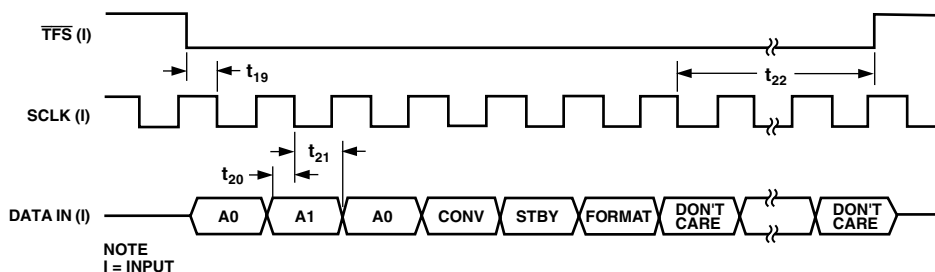 TFS (I)
t19
t22
SCLK (I)
t21
t20
DATA IN (I)
A0
A1
A0
CONV
STBY
FORMAT
DON'T
CARE
DON'T
CARE
NOTE
I = INPUT